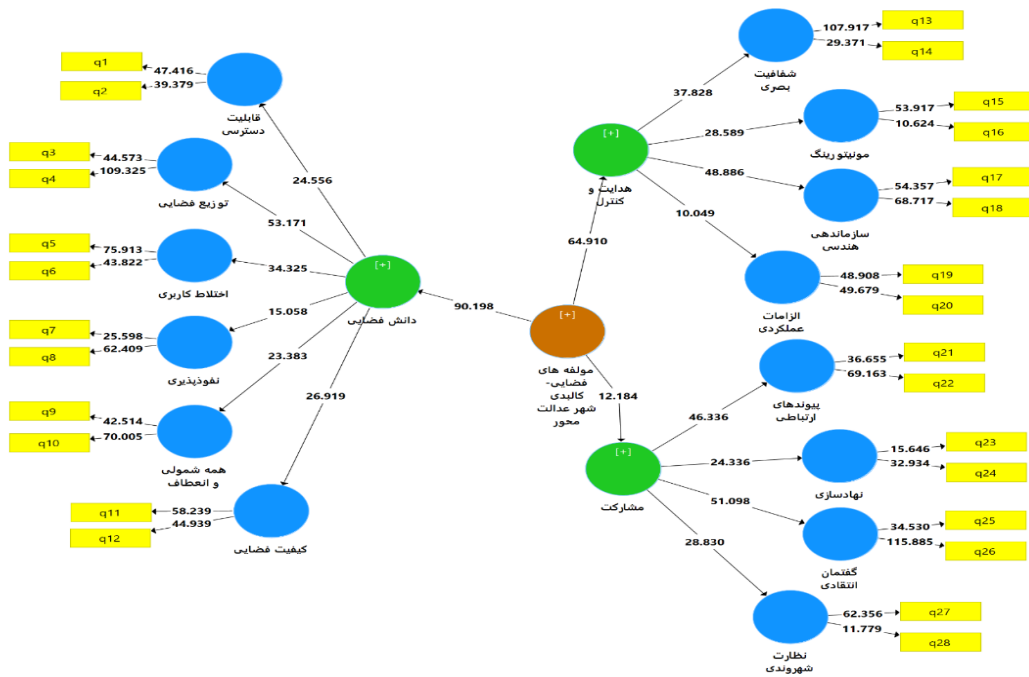 q1
47.416
q2
39.379
قابلیت
دسترسی
24.556
q3
44.573
q4
109.325
توزیع فضایی
53.171
q5
75.913
q6
43.822
اختلاط کاربری
34.325
q7
25.598
q8
62.409
نفوذپذیری
15.058
q9
42.514
q10
70.005
همه شمولی
و انعطاف
23.383
q11
58.239
q12
44.939
کیفیت فضایی
26.919
[+]
دانش فضایی
90.198
[+]
مولفه های
فضایی-
کالبدی
شهر عدالت
محور
64.910
12.184
[+]
هدایت و
کنترل
37.828
شفافیت
بصری
107.917
q13
29.371
q14
28.589
مونیتورینگ
53.917
q15
10.624
q16
48.886
سازماندهی
هندسی
54.357
q17
68.717
q18
10.049
الزامات
عملکردی
48.908
q19
49.679
q20
[+]
مشارکت
46.336
پیوندهای
ارتباطی
36.655
q21
69.163
q22
24.336
نهادسازی
15.646
q23
32.934
q24
51.098
گفتمان
انتقادی
34.530
q25
115.885
q26
28.830
نظارت
شهروندی
62.356
q27
11.779
q28